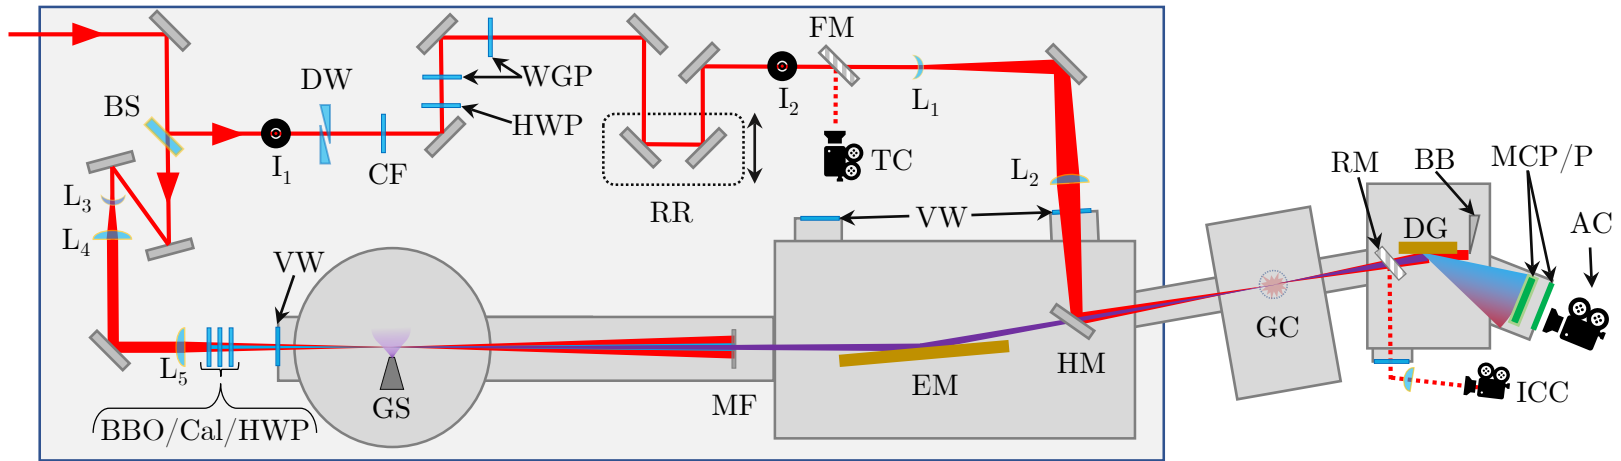 FM
DW
WGP
BS
I₂
L₁
HWP
I₁
CF
TC
RM
BB
MCP/P
L₂
L₃
RR
VW
DG
AC
L₄
VW
GC
L₅
GS
MF
EM
HM
ICC
BBO/Cal/HWP